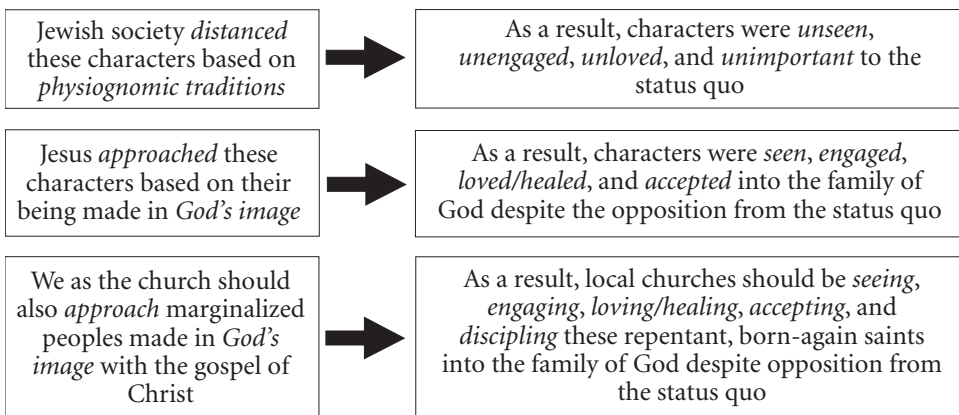 Jewish society distanced
these characters based on
physiognomic traditions
As a result, characters were unseen,
unengaged, unloved, and unimportant to the
status quo
Jesus approached these
characters based on their
being made in God's image
As a result, characters were seen, engaged,
loved/healed, and accepted into the family of
God despite the opposition from the status quo
We as the church should
also approach marginalized
peoples made in God's
image with the gospel of
Christ
As a result, local churches should be seeing,
engaging, loving/healing, accepting, and
discipling these repentant, born-again saints
into the family of God despite opposition from
the status quo